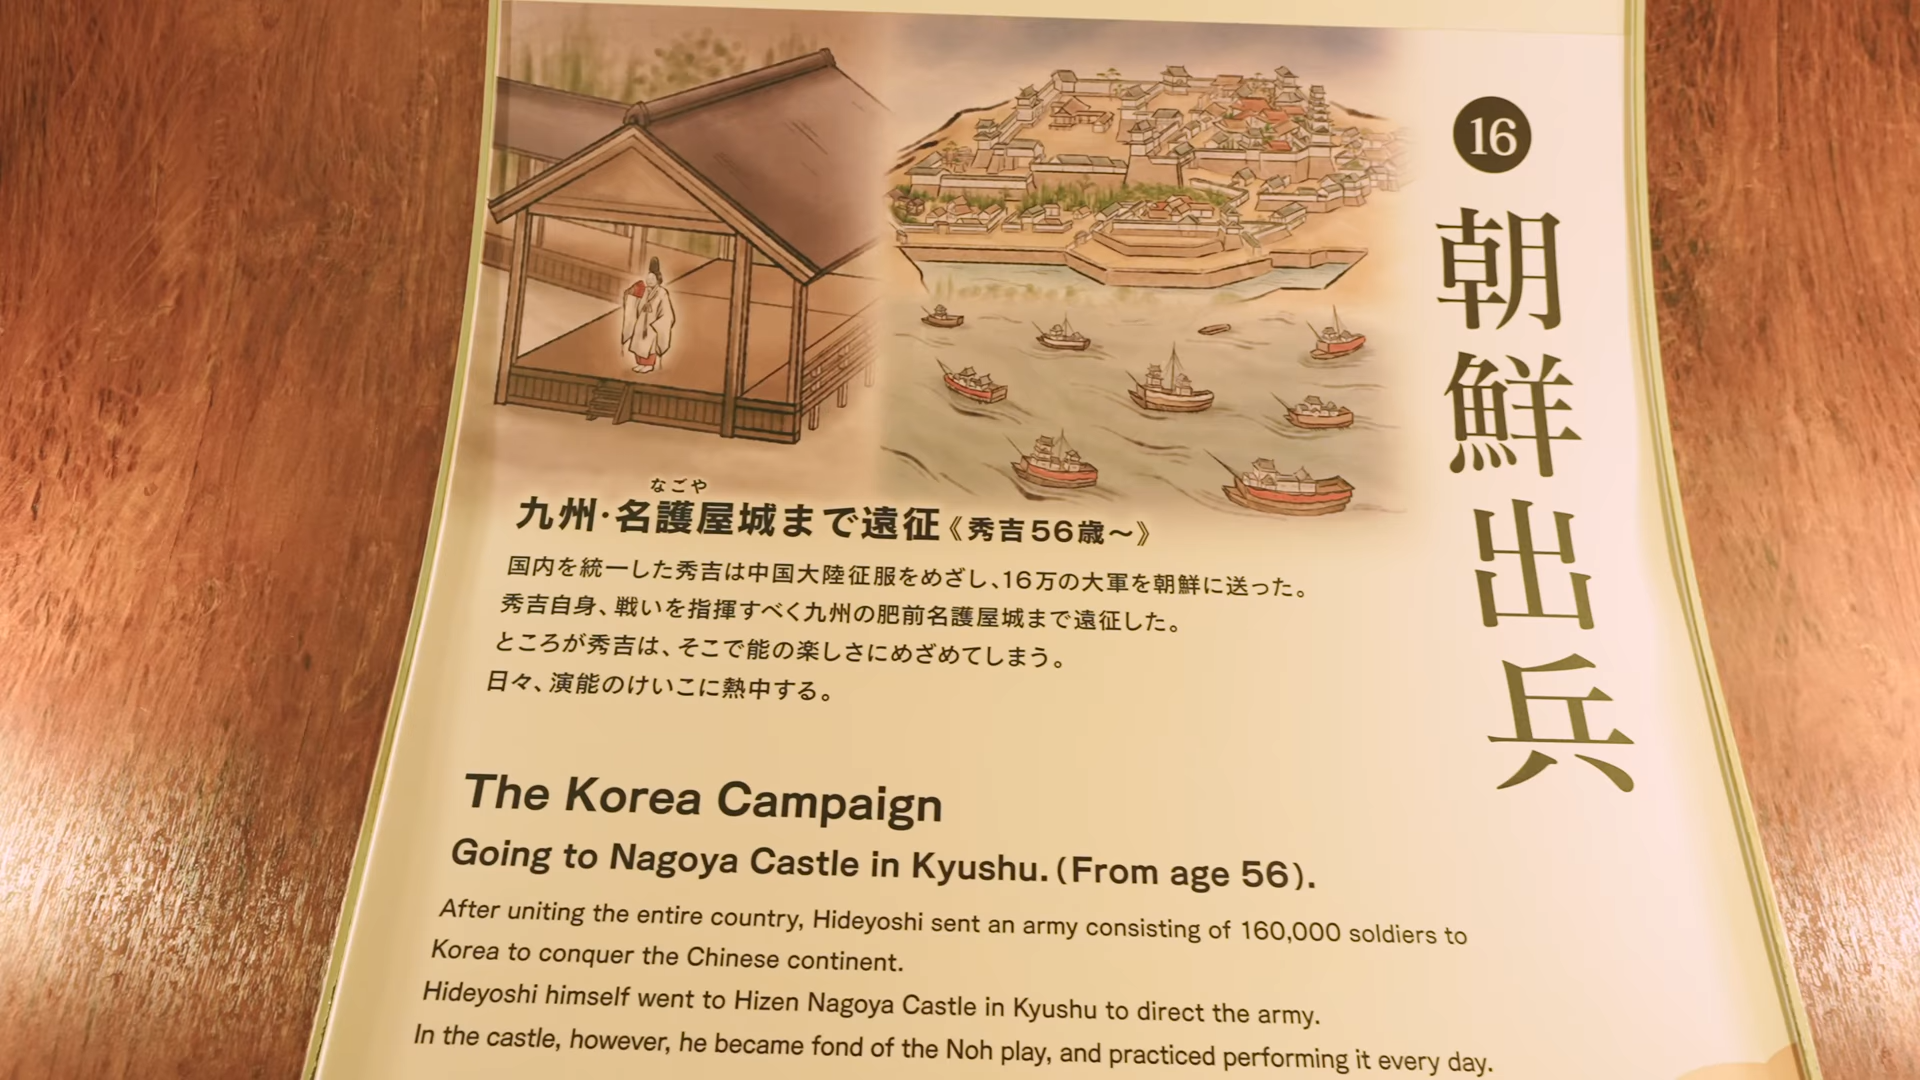 16
朝鮮出兵
なごや
九州・名護屋城まで遠征《秀吉56歳〜》
国内を統一した秀吉は中国大陸征服をめざし、16万の大軍を朝鮮に送った。
秀吉自身、戦いを指揮すべく九州の肥前名護屋城まで遠征した。
ところが秀吉は、そこで能の楽しさにめざめてしまう。
日々、演能のけいこに熱中する。
The Korea Campaign
Going to Nagoya Castle in Kyushu. (From age 56).
After uniting the entire country, Hideyoshi sent an army consisting of 160,000 soldiers to
Korea to conquer the Chinese continent.
Hideyoshi himself went to Hizen Nagoya Castle in Kyushu to direct the army.
In the castle, however, he became fond of the Noh play, and practiced performing it every day.